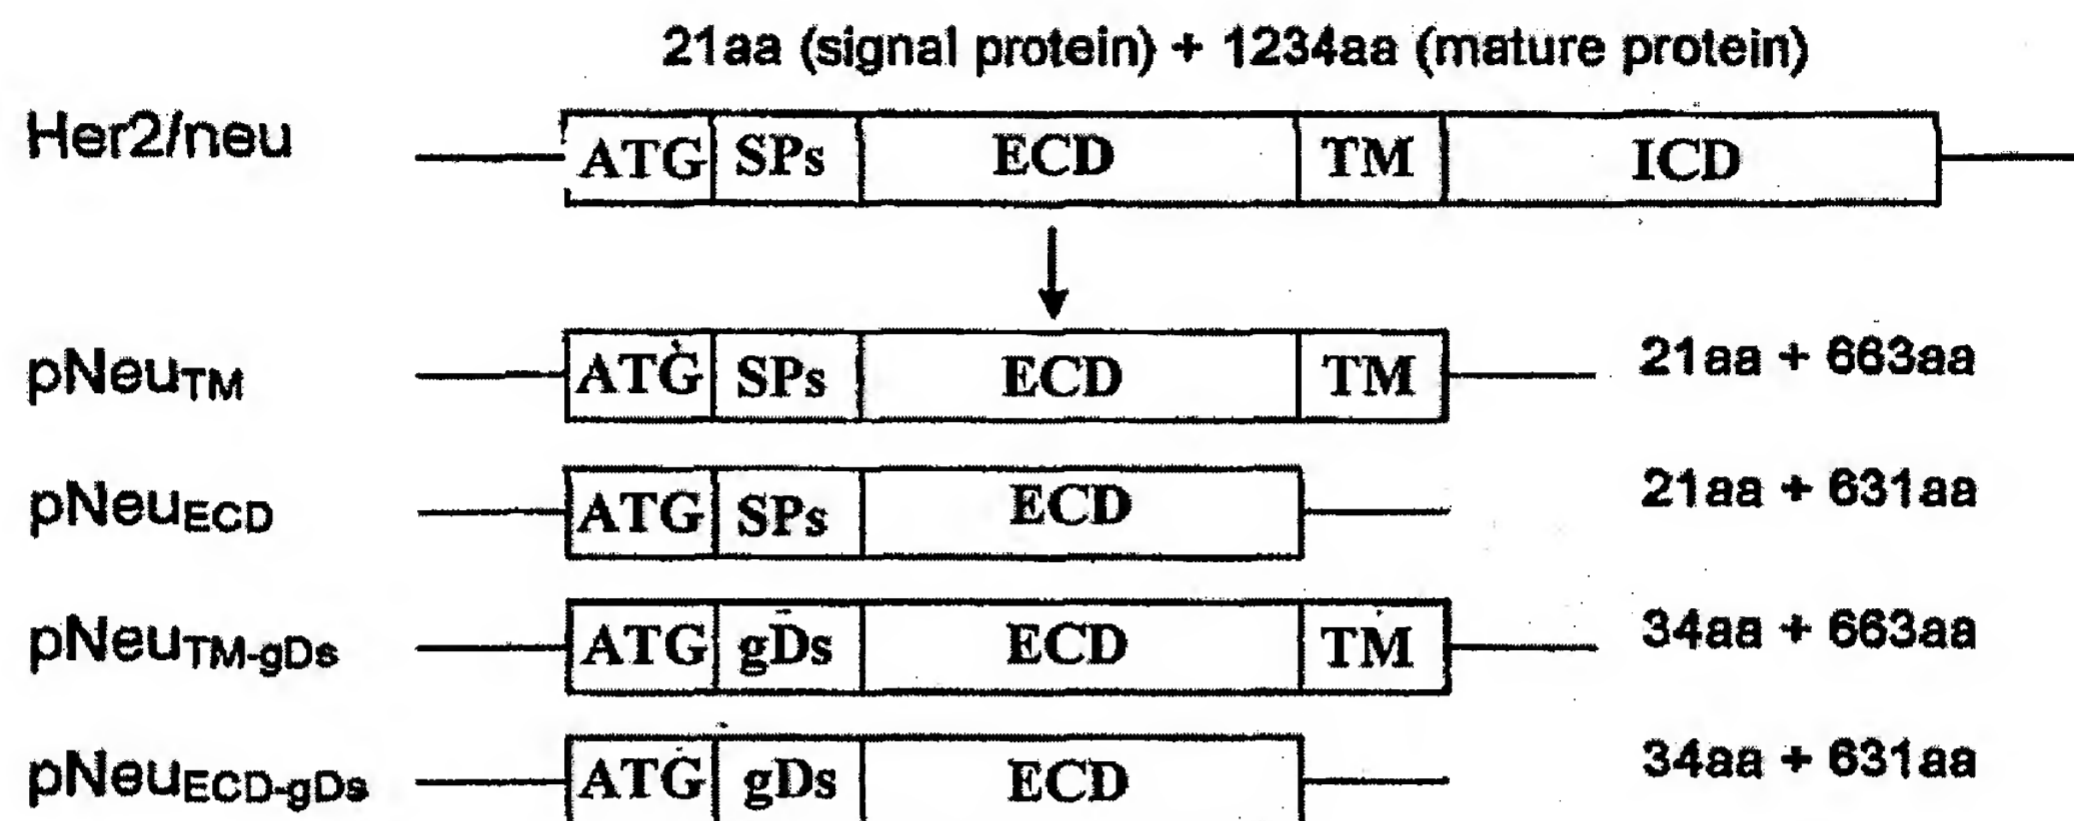 21aa (signal protein) + 1234aa (mature protein)
Her2/neu ATG SPs ECD TM ICD
pNeuTM ATG SPs ECD TM 21aa + 663aa
pNeuECD ATG SPs ECD 21aa + 631aa
pNeuTM-gDs ATG gDs ECD TM 34aa + 663aa
pNeuECD-gDs ATG gDs ECD 34aa + 631aa